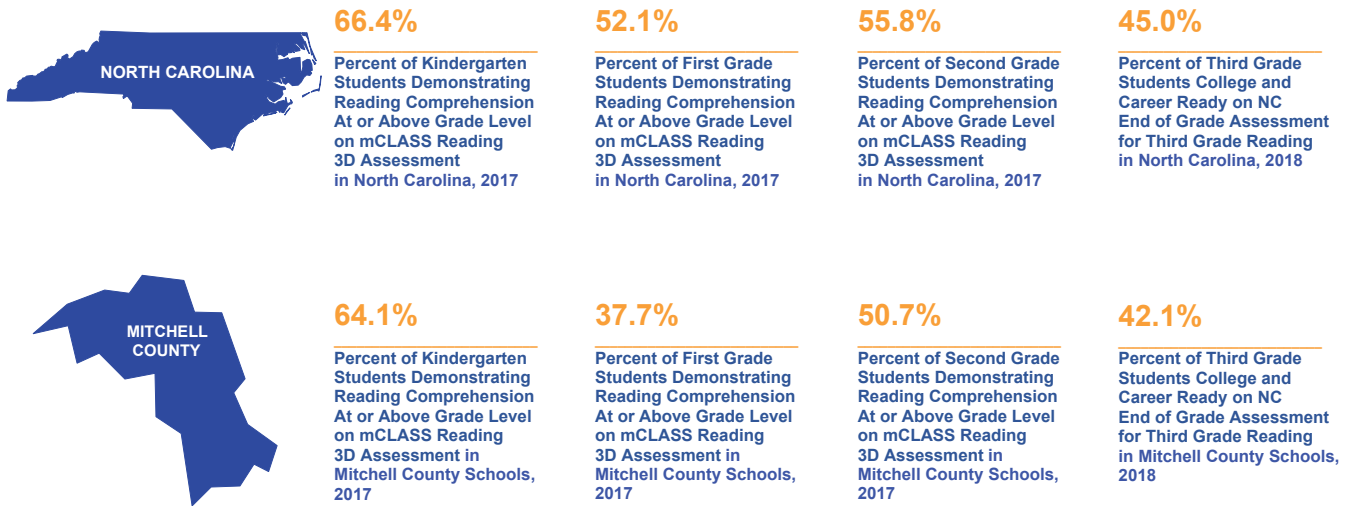 NORTH CAROLINA
66.4%
Percent of Kindergarten
Students Demonstrating
Reading Comprehension
At or Above Grade Level
on mCLASS Reading
3D Assessment
in North Carolina, 2017
52.1%
Percent of First Grade
Students Demonstrating
Reading Comprehension
At or Above Grade Level
on mCLASS Reading
3D Assessment
in North Carolina, 2017
55.8%
Percent of Second Grade
Students Demonstrating
Reading Comprehension
At or Above Grade Level
on mCLASS Reading
3D Assessment
in North Carolina, 2017
45.0%
Percent of Third Grade
Students College and
Career Ready on NC
End of Grade Assessment
for Third Grade Reading
in North Carolina, 2018
MITCHELL
COUNTY
64.1%
Percent of Kindergarten
Students Demonstrating
Reading Comprehension
At or Above Grade Level
on mCLASS Reading
3D Assessment in
Mitchell County Schools,
2017
37.7%
Percent of First Grade
Students Demonstrating
Reading Comprehension
At or Above Grade Level
on mCLASS Reading
3D Assessment in
Mitchell County Schools,
2017
50.7%
Percent of Second Grade
Students Demonstrating
Reading Comprehension
At or Above Grade Level
on mCLASS Reading
3D Assessment in
Mitchell County Schools,
2017
42.1%
Percent of Third Grade
Students College and
Career Ready on NC
End of Grade Assessment
for Third Grade Reading
in Mitchell County Schools,
2018